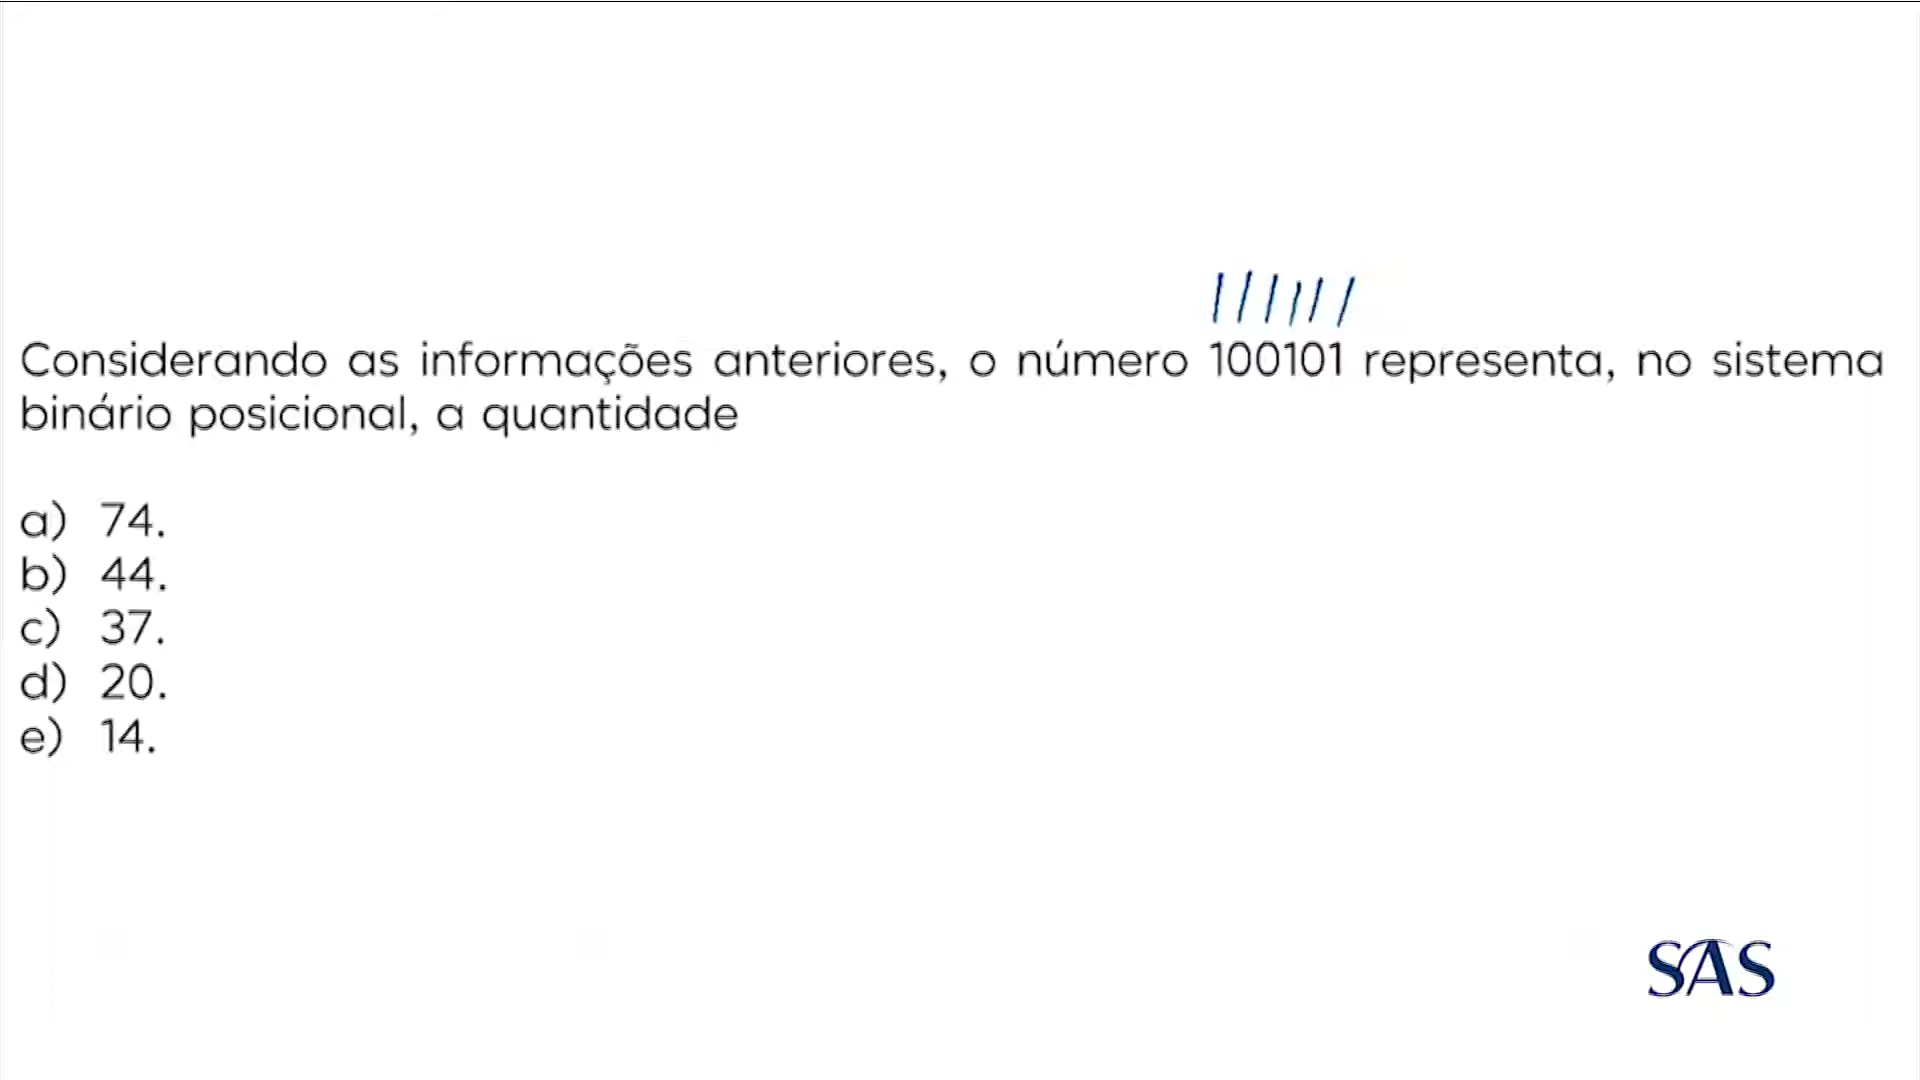 Considerando as informações anteriores, o número 100101 representa, no sistema
binário posicional, a quantidade
a) 74.
b) 44.
c) 37.
d) 20.
e) 14.
SAS